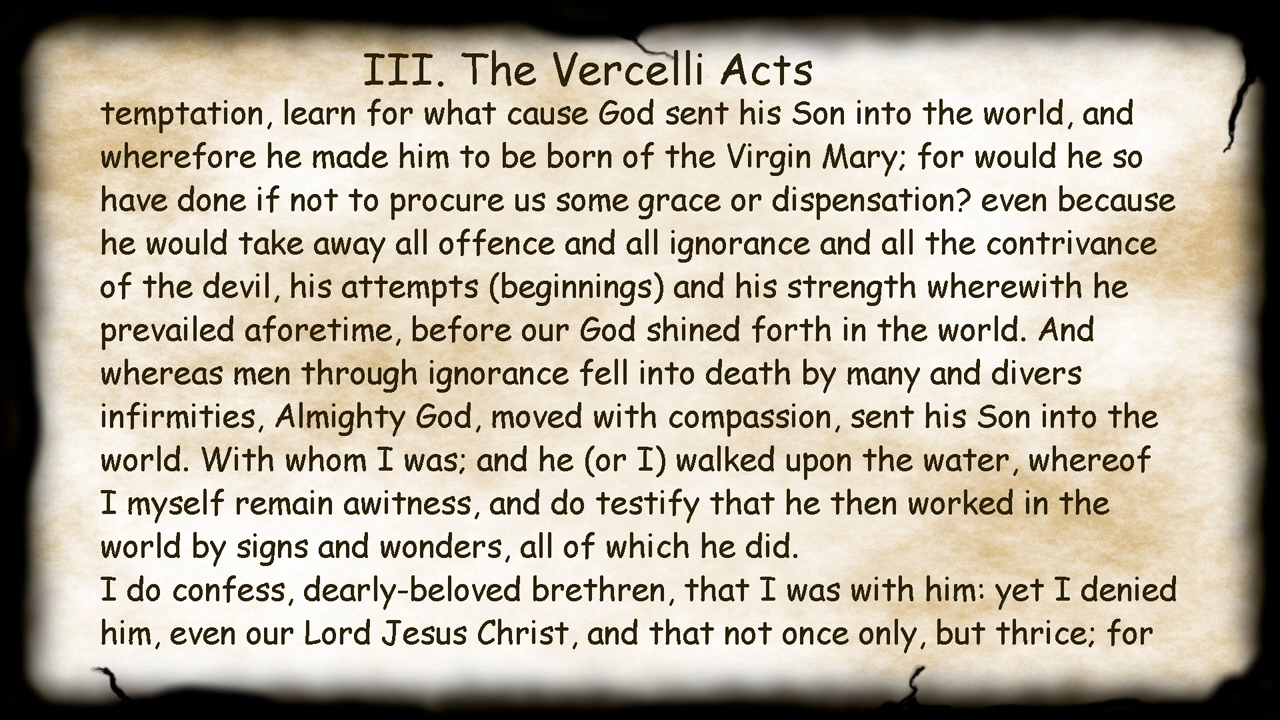 III. The Vercelli Acts
temptation, learn for what cause God sent his Son into the world, and
wherefore he made him to be born of the Virgin Mary; for would he so
have done if not to procure us some grace or dispensation? even because
he would take away all offence and all ignorance and all the contrivance
of the devil, his attempts (beginnings) and his strength wherewith he
prevailed aforetime, before our God shined forth in the world. And
whereas men through ignorance fell into death by many and divers
infirmities, Almighty God, moved with compassion, sent his Son into the
world. With whom I was; and he (or I) walked upon the water, whereof
I myself remain awitness, and do testify that he then worked in the
world by signs and wonders, all of which he did.
I do confess, dearly-beloved brethren, that I was with him: yet I denied
him, even our Lord Jesus Christ, and that not once only, but thrice; for